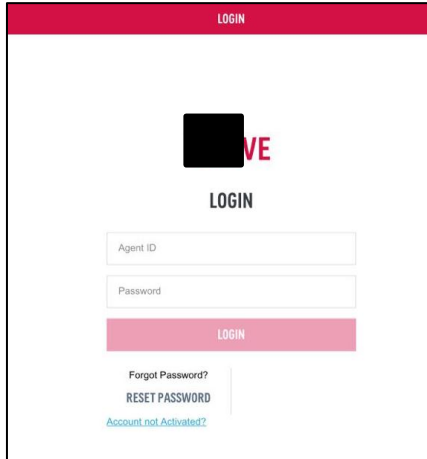 LOGIN
VE
LOGIN
Agent ID
Password
LOGIN
Forgot Password?
RESET PASSWORD
Account not Activated?